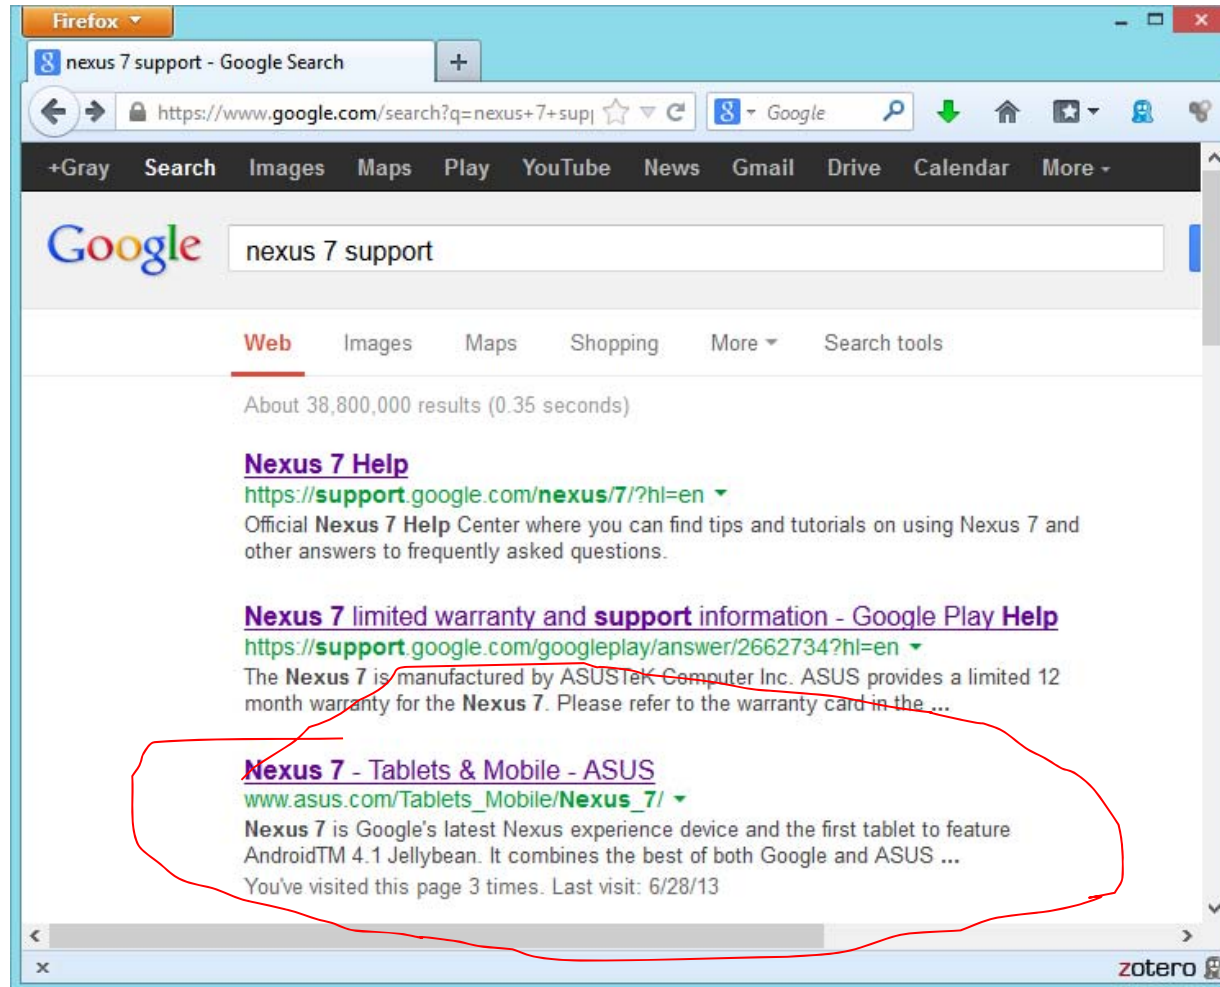 Firefox
nexus 7 support - Google Search
https://www.google.com/search?q=nexus+7+sup
Google
+Gray Search Images Maps Play YouTube News Gmail Drive Calendar More
Google nexus 7 support
Web Images Maps Shopping More Search tools
About 38,800,000 results (0.35 seconds)
Nexus 7 Help
https://support.google.com/nexus/7/?hl=en
Official Nexus 7 Help Center where you can find tips and tutorials on using Nexus 7 and
other answers to frequently asked questions.
Nexus 7 limited warranty and support information - Google Play Help
https://support.google.com/googleplay/answer/2662734?hl=en
The Nexus 7 is manufactured by ASUSTeK Computer Inc. ASUS provides a limited 12
month warranty for the Nexus 7. Please refer to the warranty card in the ...
Nexus 7 - Tablets & Mobile - ASUS
www.asus.com/Tablets_Mobile/Nexus_7/
Nexus 7 is Google's latest Nexus experience device and the first tablet to feature
AndroidTM 4.1 Jellybean. It combines the best of both Google and ASUS ...
You've visited this page 3 times. Last visit: 6/28/13
zotero